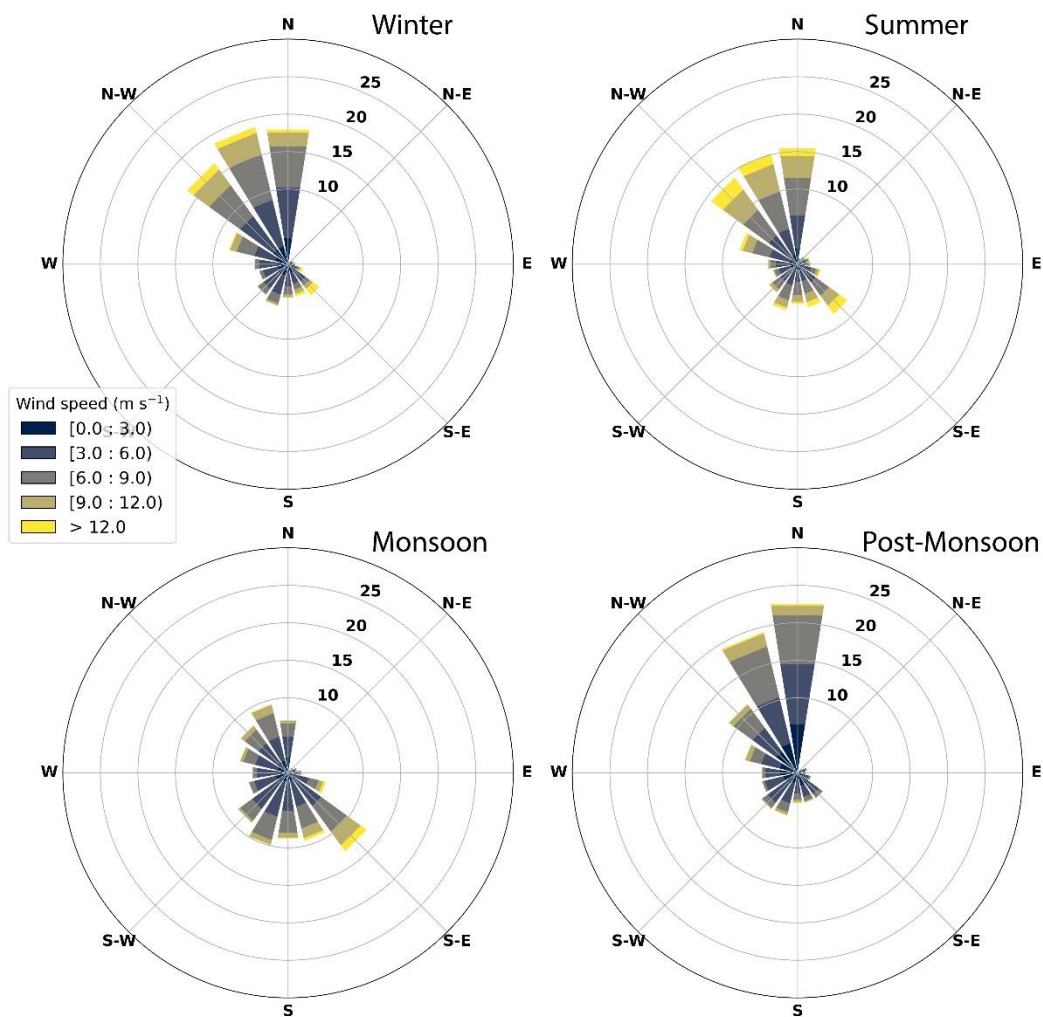 Winter
N
N-W
N-E
25
20
15
10
W
E
S-W
S-E
S
Summer
N
N-W
N-E
25
20
15
10
W
E
S-W
S-E
S
Wind speed (m s⁻¹)
[0.0 : 3.0)
[3.0 : 6.0)
[6.0 : 9.0)
[9.0 : 12.0)
> 12.0
Monsoon
N
N-W
N-E
25
20
15
10
W
E
S-W
S-E
S
Post-Monsoon
N
N-W
N-E
25
20
15
10
W
E
S-W
S-E
S